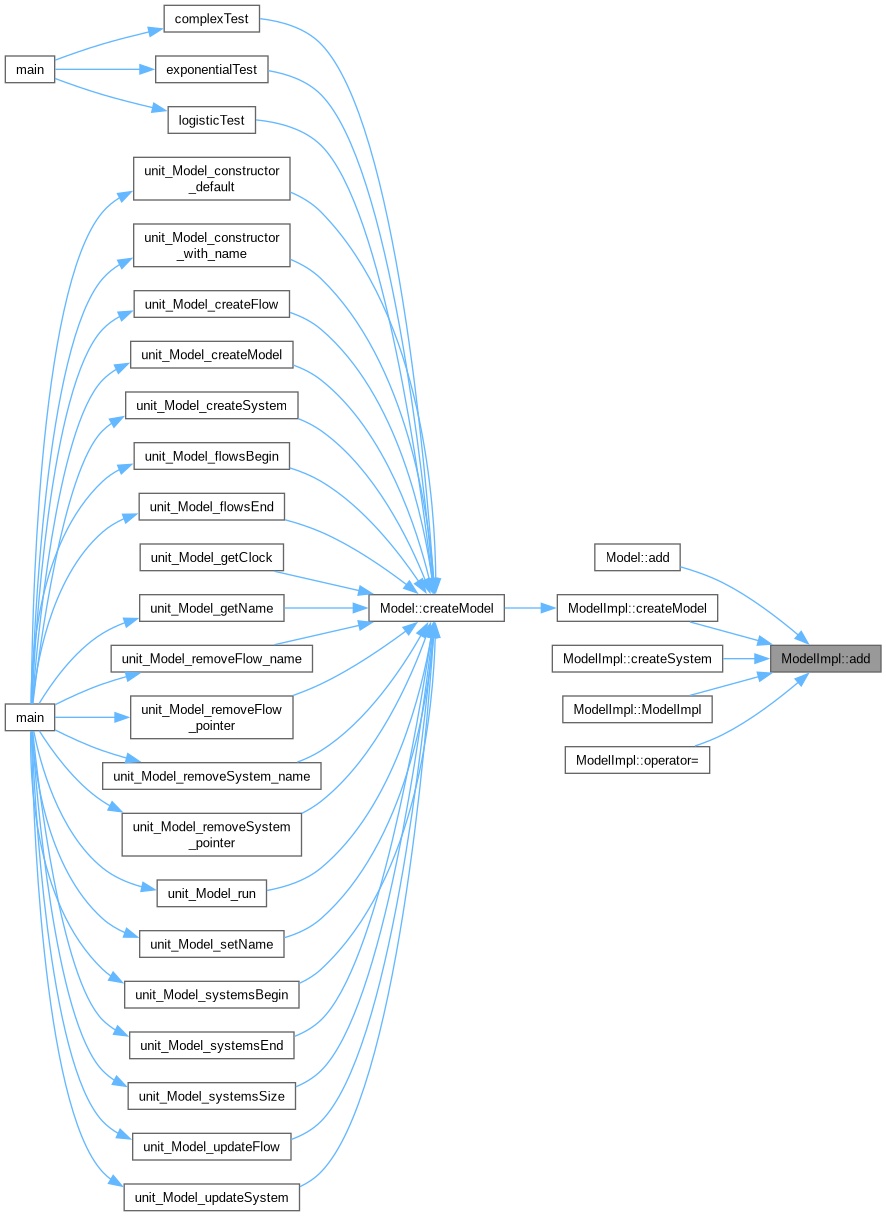 complexTest
main
exponentialTest
logisticTest
unit_Model_constructor
_default
unit_Model_constructor
_with_name
unit_Model_createFlow
unit_Model_createModel
unit_Model_createSystem
unit_Model_flowsBegin
unit_Model_flowsEnd
unit_Model_getClock
unit_Model_getName
unit_Model_removeFlow_name
main
unit_Model_removeFlow
_pointer
unit_Model_removeSystem_name
unit_Model_removeSystem
_pointer
unit_Model_run
unit_Model_setName
unit_Model_systemsBegin
unit_Model_systemsEnd
unit_Model_systemsSize
unit_Model_updateFlow
unit_Model_updateSystem
Model::createModel
Model::add
ModelImpl::createModel
ModelImpl::createSystem
ModelImpl::ModelImpl
ModelImpl::operator=
ModelImpl::add